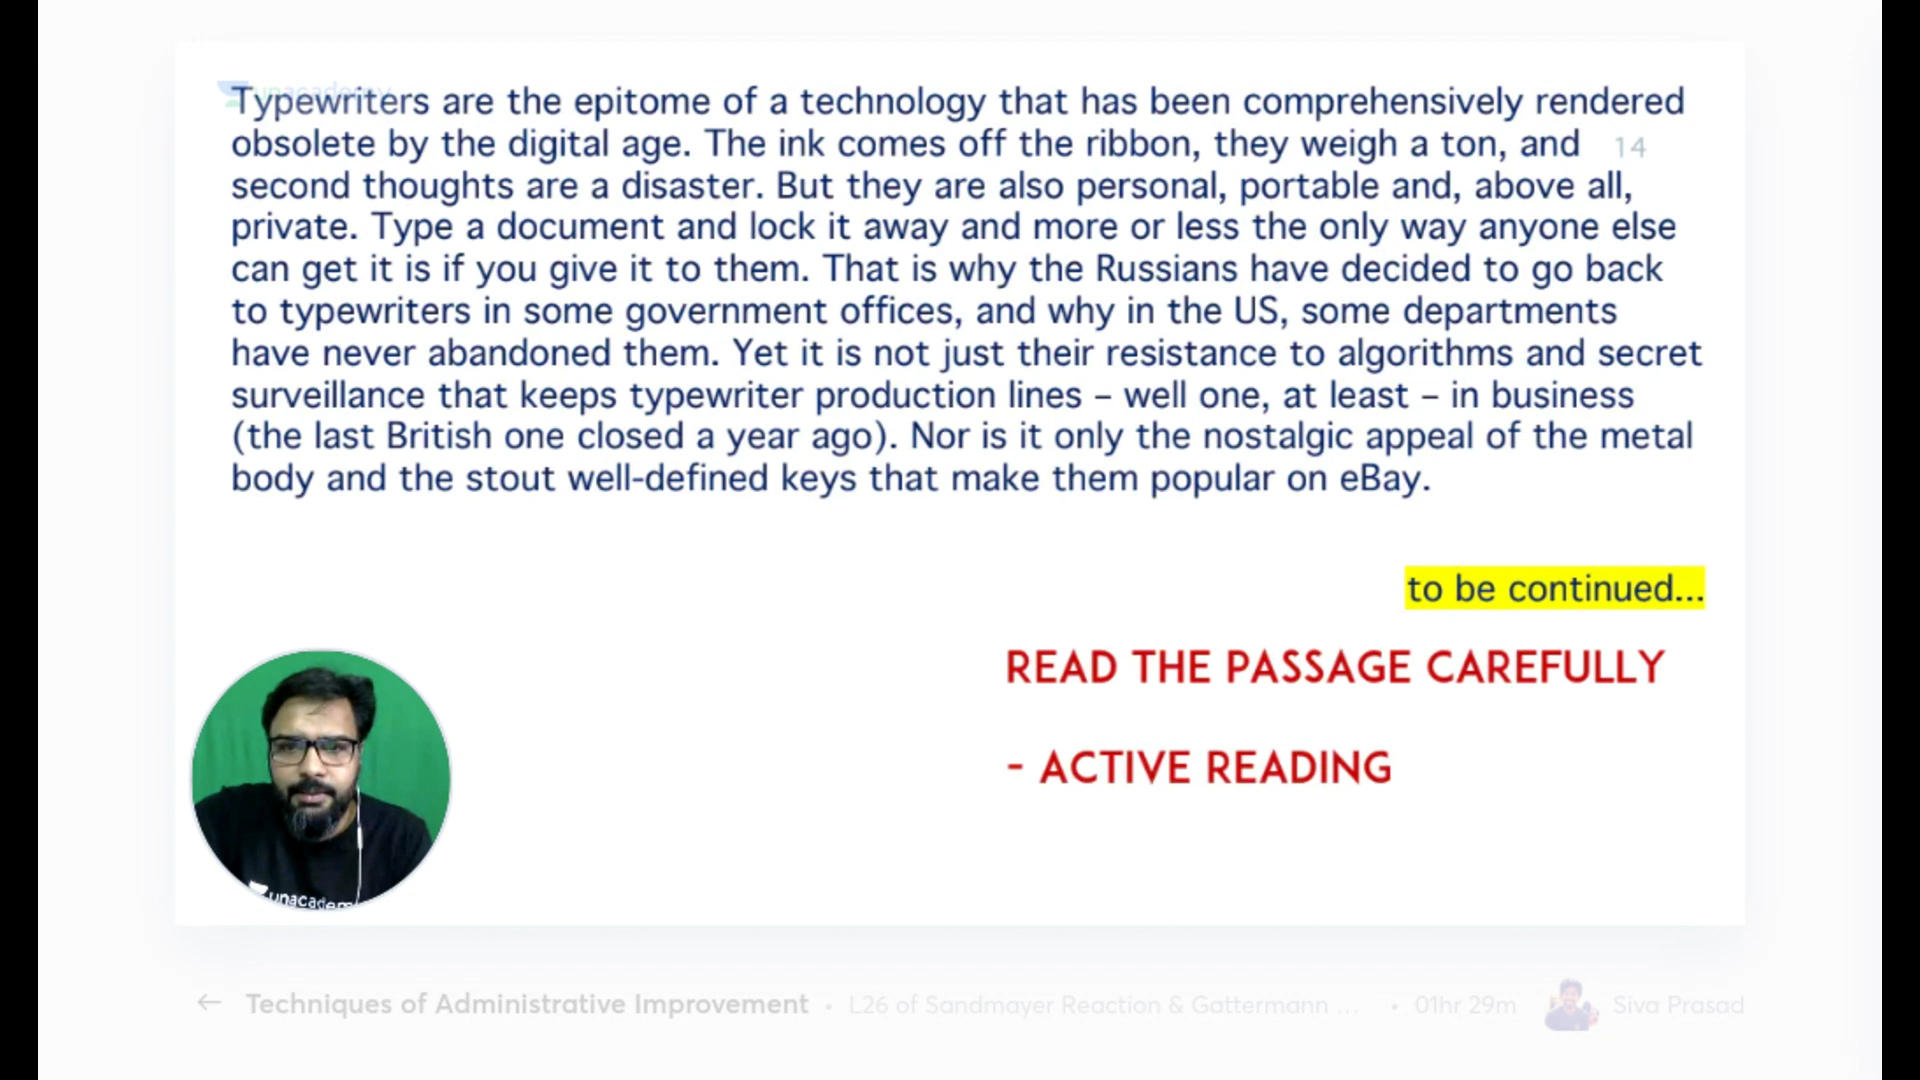 unacademy
Typewriters are the epitome of a technology that has been comprehensively rendered
obsolete by the digital age. The ink comes off the ribbon, they weigh a ton, and
14
second thoughts are a disaster. But they are also personal, portable and, above all,
private. Type a document and lock it away and more or less the only way anyone else
can get it is if you give it to them. That is why the Russians have decided to go back
to typewriters in some government offices, and why in the US, some departments
have never abandoned them. Yet it is not just their resistance to algorithms and secret
surveillance that keeps typewriter production lines – well one, at least – in business
(the last British one closed a year ago). Nor is it only the nostalgic appeal of the metal
body and the stout well-defined keys that make them popular on eBay.
to be continued...
READ THE PASSAGE CAREFULLY
- ACTIVE READING
unacadem
← Techniques of Administrative Improvement • L26 of Sandmayer Reaction & Gattermann ... • 01hr 29m Siva Prasad